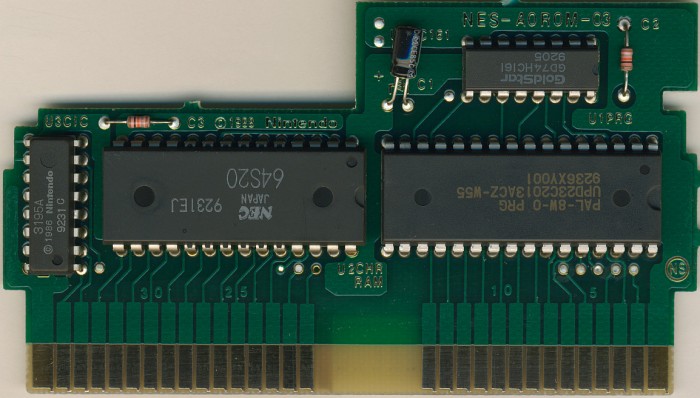 NES-AOROM-03
C2
GoldStar
9205
GD74HC161
C1
+
U3CIC
C3 ©1988 Nintendo
U1PRG
3195A
© 1986 Nintendo
9231 C
64S20
NEC
JAPAN
9231EJ
PAL-8W-0 PRG
UPD23C2013ACZ-W55
9236XY001
U2CHR
RAM
NS
30
25
10
5